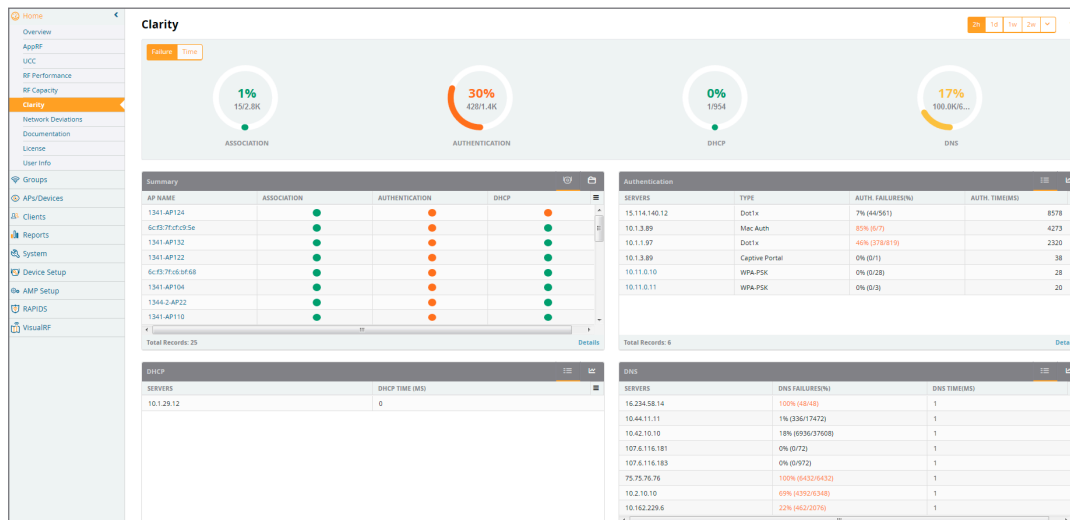 Home
Overview
AppRF
UCC
RF Performance
RF Capacity
Clarity
Network Deviations
Documentation
License
User Info
Groups
APs/Devices
Clients
Reports
System
Device Setup
AMP Setup
RAPIDS
VisualRF
Clarity
2h 1d 1w 2w
Failure Time
1% 30% 0% 17%
15/2.8K 428/1.4K 1/954 100.0K/6...
ASSOCIATION AUTHENTICATION DHCP DNS
Summary
AP NAME ASSOCIATION AUTHENTICATION DHCP
1341-AP124
6c:f3:7f:cf:c9:5e
1341-AP132
1341-AP122
6c:f3:7f:c6:bf:68
1341-AP104
1344-2-AP22
1341-AP110
Total Records: 25 Details
Authentication
SERVERS TYPE AUTH. FAILURES(%) AUTH. TIME(MS)
15.114.140.12 Dot1x 7% (44/561) 8578
10.1.3.89 Mac Auth 85% (6/7) 4273
10.1.1.97 Dot1x 46% (378/819) 2320
10.1.3.89 Captive Portal 0% (0/1) 38
10.11.0.10 WPA-PSK 0% (0/28) 28
10.11.0.11 WPA-PSK 0% (0/3) 20
Total Records: 6 Deta
DHCP
SERVERS DHCP TIME (MS)
10.1.29.12 0
DNS
SERVERS DNS FAILURES(%) DNS TIME(MS)
16.234.58.14 100% (48/48) 1
10.44.11.11 1% (336/17472) 1
10.42.10.10 18% (6936/37608) 1
107.6.116.181 0% (0/72) 1
107.6.116.183 0% (0/972) 1
75.75.76.76 100% (6432/6432) 1
10.2.10.10 69% (4392/6348) 1
10.162.229.6 22% (462/2076) 1